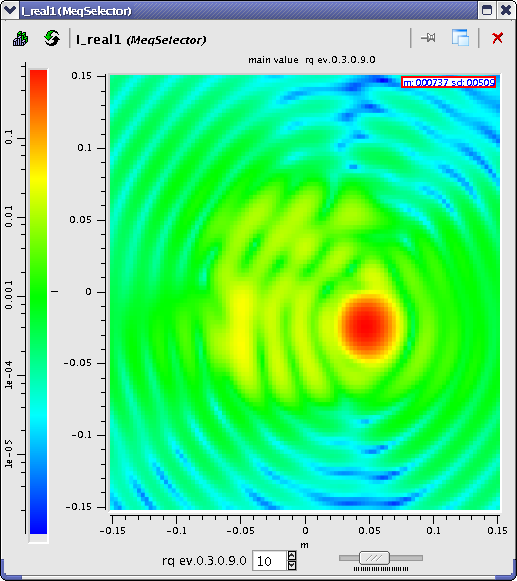 I_real1 (MeqSelector)
I_real1 (MeqSelector)
main value rq ev.0.3.0.9.0
m:.000737 sd:.00509
0.15
0.1
0.05
0
-0.05
-0.1
-0.15
0.1
0.01
0.001
1e-04
1e-05
-0.15 -0.1 -0.05 0 0.05 0.1 0.15
m
rq ev.0.3.0.9.0 10